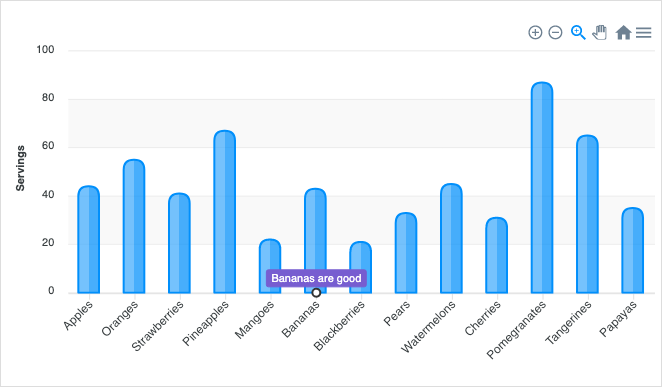 100
80
60
40
20
0
Servings
Bananas are good
Apples
Oranges
Strawberries
Pineapples
Mangoes
Bananas
Blackberries
Pears
Watermelons
Cherries
Pomegranates
Tangerines
Papayas